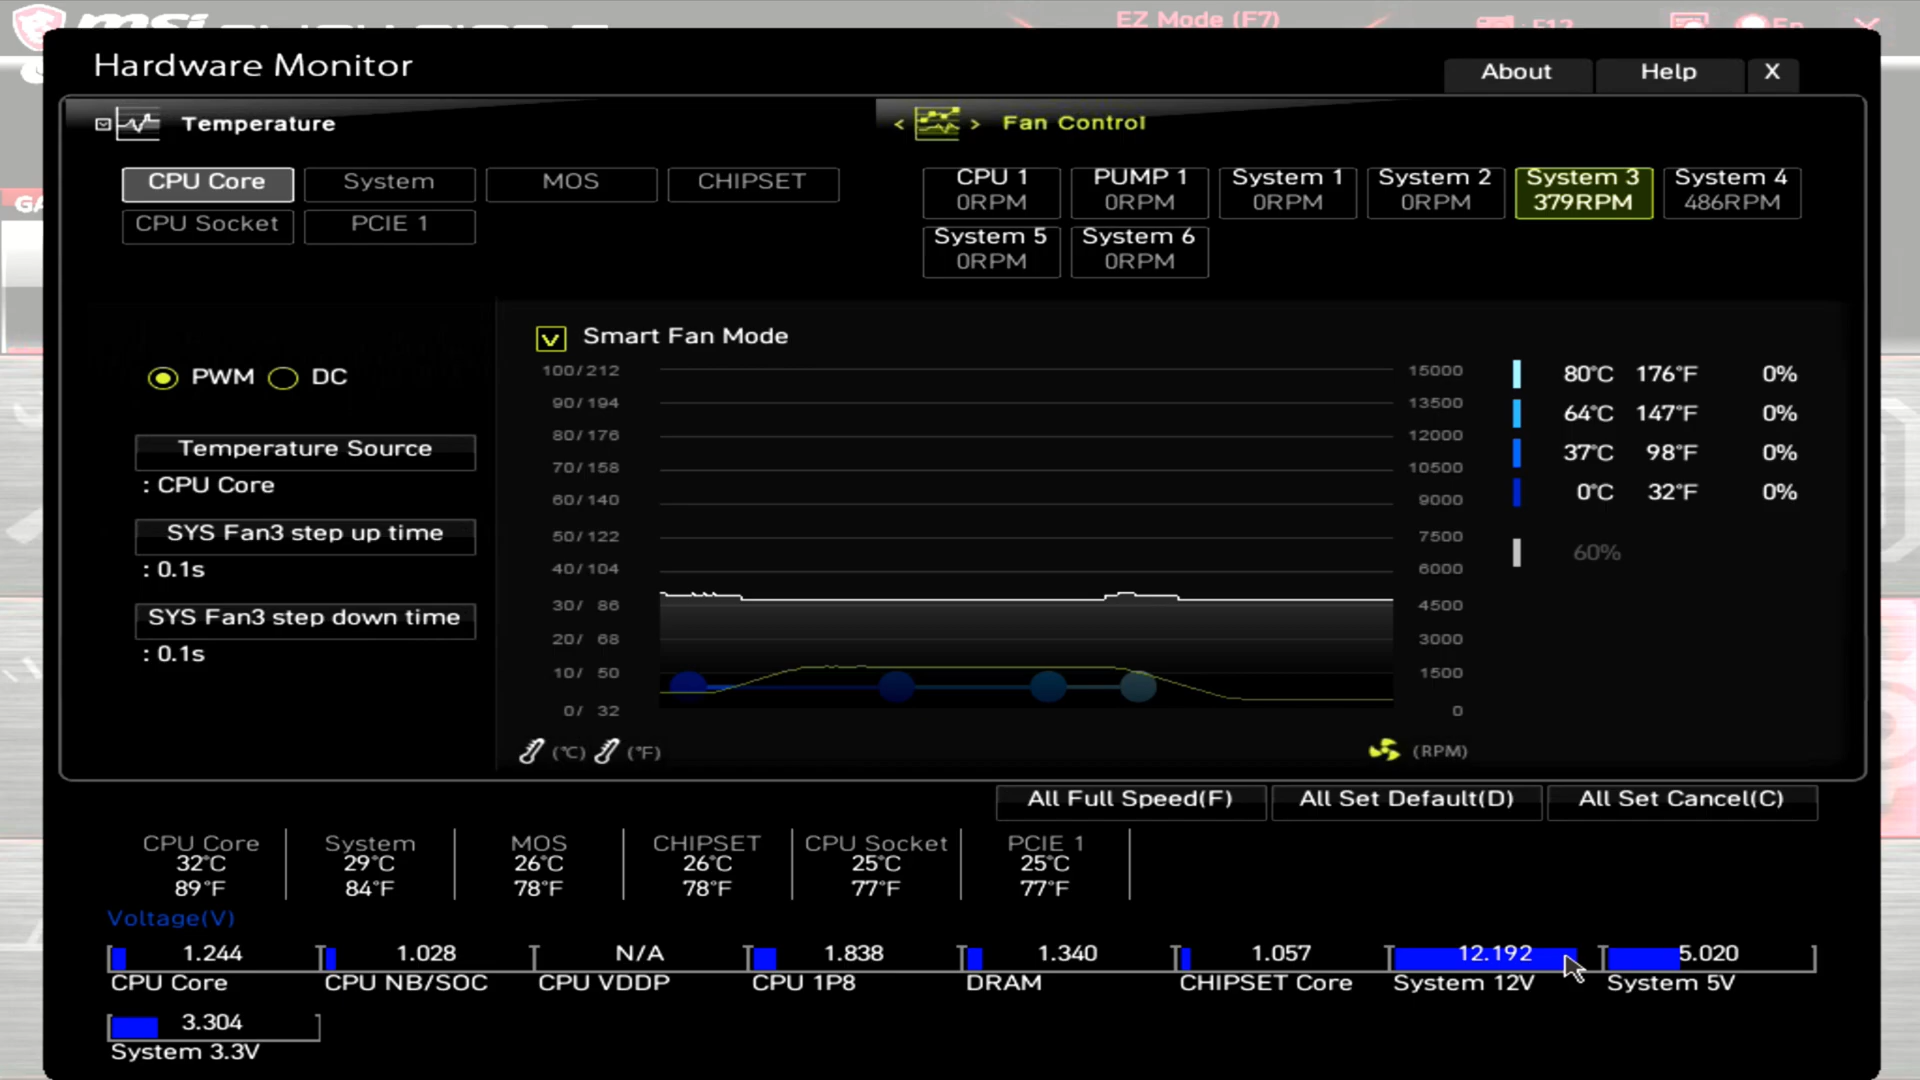 msi
EZ Mode (F7)
F12
En
Hardware Monitor
About
Help
X
Temperature
< > Fan Control
CPU Core
System
MOS
CHIPSET
CPU Socket
PCIE 1
CPU 1
0RPM
PUMP 1
0RPM
System 1
0RPM
System 2
0RPM
System 3
379RPM
System 4
486RPM
System 5
0RPM
System 6
0RPM
GA
PWM
DC
Temperature Source
: CPU Core
SYS Fan3 step up time
: 0.1s
SYS Fan3 step down time
: 0.1s
Smart Fan Mode
100/212
15000
90/194
13500
80/176
12000
70/158
10500
60/140
9000
50/122
7500
40/104
6000
30/ 86
4500
20/ 68
3000
10/ 50
1500
0/ 32
0
(°C)
(°F)
(RPM)
80°C 176°F 0%
64°C 147°F 0%
37°C 98°F 0%
0°C 32°F 0%
60%
All Full Speed(F)
All Set Default(D)
All Set Cancel(C)
CPU Core
32°C
89°F
System
29°C
84°F
MOS
26°C
78°F
CHIPSET
26°C
78°F
CPU Socket
25°C
77°F
PCIE 1
25°C
77°F
Voltage(V)
1.244
CPU Core
1.028
CPU NB/SOC
N/A
CPU VDDP
1.838
CPU 1P8
1.340
DRAM
1.057
CHIPSET Core
12.192
System 12V
5.020
System 5V
3.304
System 3.3V